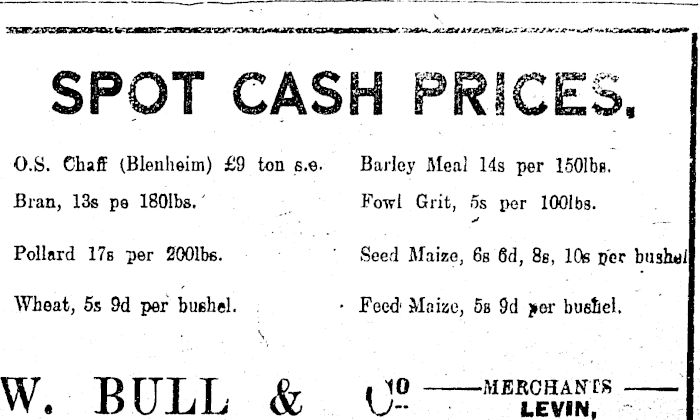 SPOT CASH PRICES.
O.S. Chaff (Blenheim) £9 ton s.e.
Bran, 13s pe 180lbs.
Pollard 17s per 200lbs.
Wheat, 5s 9d per bushel.
Barley Meal 14s per 150lbs.
Fowl Grit, 5s per 100lbs.
Seed Maize, 6s 6d, 8s, 10s per bushel
Feed Maize, 5s 9d per bushel.
W. BULL & Co
MERCHANTS
LEVIN,